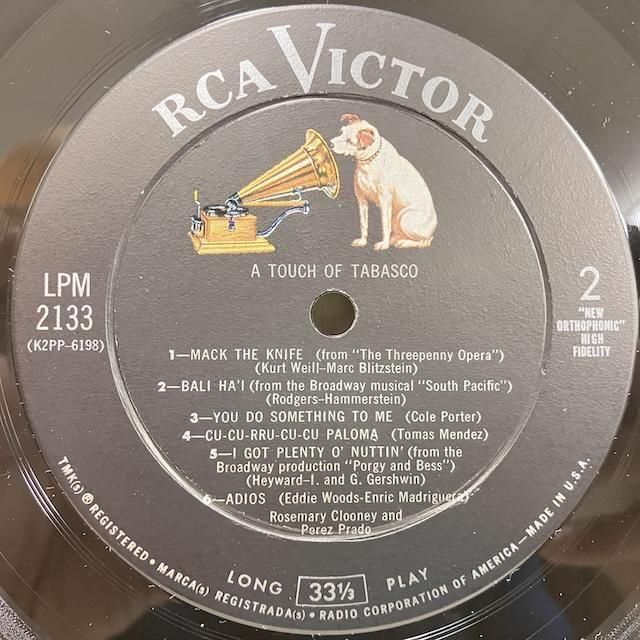 RCA VICTOR
A TOUCH OF TABASCO
LPM
2133
(K2PP-6198)
2
"NEW
ORTHOPHONIC"
HIGH
FIDELITY
1—MACK THE KNIFE (from "The Threepenny Opera")
(Kurt Weill-Marc Blitzstein)
2—BALI HA'I (from the Broadway musical "South Pacific")
(Rodgers-Hammerstein)
3—YOU DO SOMETHING TO ME (Cole Porter)
4—CU-CU-RRU-CU-CU PALOMA (Tomas Mendez)
5—I GOT PLENTY O' NUTTIN' (from the
Broadway production "Porgy and Bess")
(Heyward-I. and G. Gershwin)
6—ADIOS (Eddie Woods-Enric Madriguera)
Rosemary Clooney and
Perez Prado
LONG 33⅓ PLAY
TMK(s) ® REGISTERED • MARCA(s) REGISTRADA(s) • RADIO CORPORATION OF AMERICA—MADE IN U.S.A.